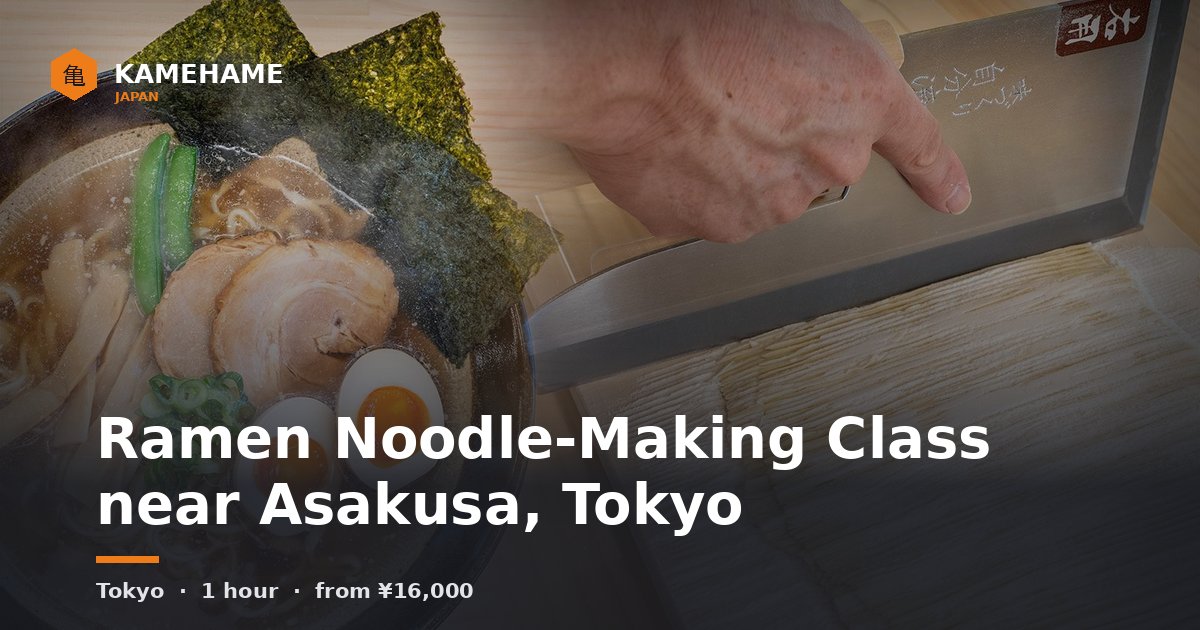 亀
KAMEHAME
JAPAN
Ramen Noodle-Making Class
near Asakusa, Tokyo
Tokyo · 1 hour · from ¥16,000